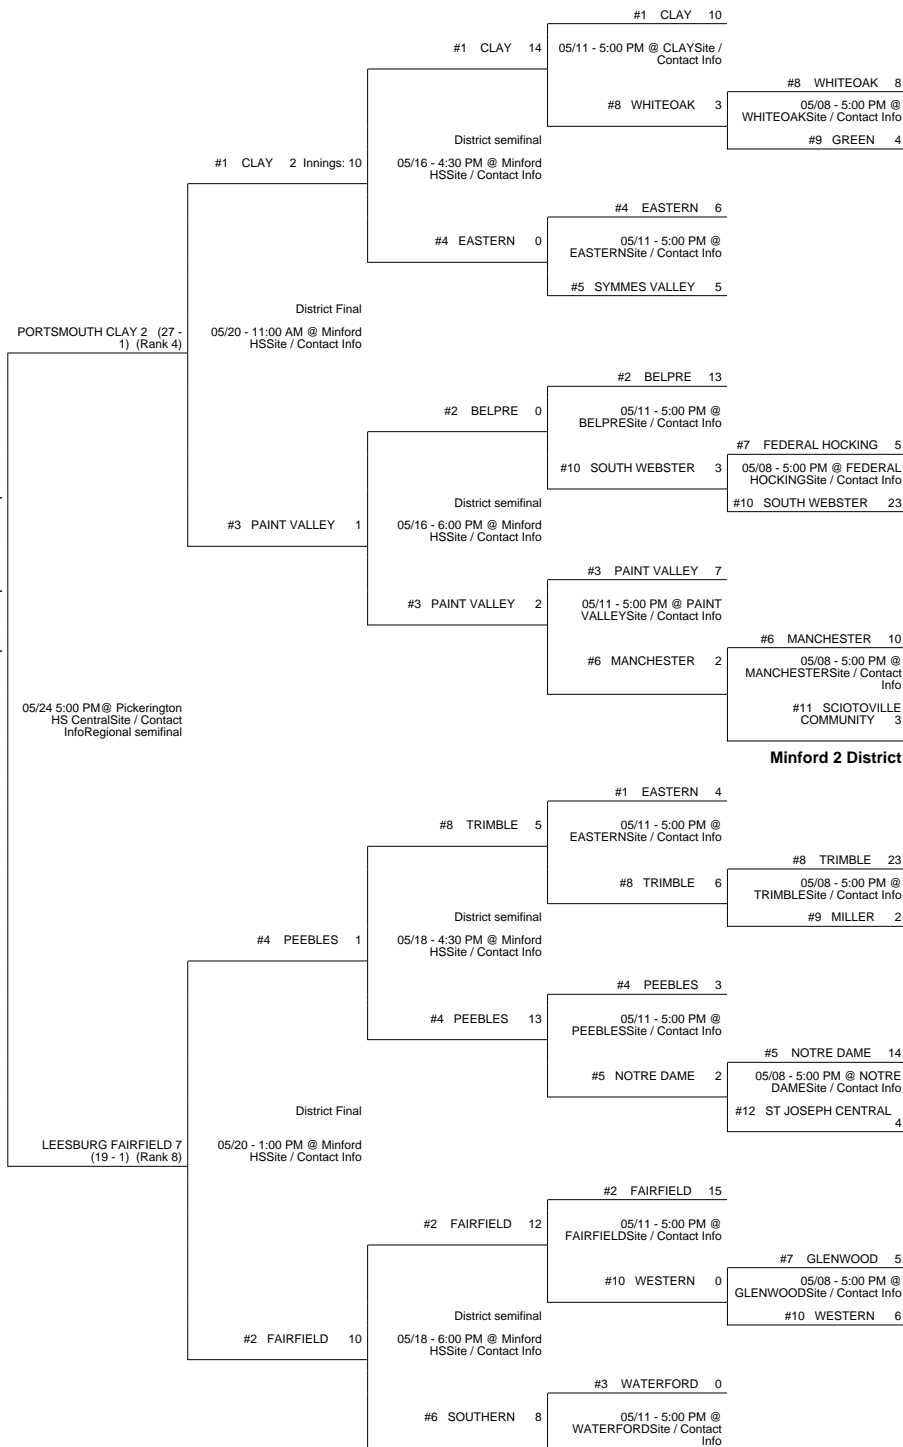 #1 CLAY 10
#1 CLAY 14
05/11 - 5:00 PM @ CLAYSite /
Contact Info
#8 WHITEOAK 8
#8 WHITEOAK 3
05/08 - 5:00 PM @
WHITEOAKSite / Contact Info
District semifinal
#9 GREEN 4
#1 CLAY 2 Innings: 10
05/16 - 4:30 PM @ Minford
HSSite / Contact Info
#4 EASTERN 6
#4 EASTERN 0
05/11 - 5:00 PM @
EASTERNSite / Contact Info
#5 SYMMES VALLEY 5
District Final
PORTSMOUTH CLAY 2 (27 -
1) (Rank 4)
05/20 - 11:00 AM @ Minford
HSSite / Contact Info
#2 BELPRE 13
#2 BELPRE 0
05/11 - 5:00 PM @
BELPRESite / Contact Info
#7 FEDERAL HOCKING 5
#10 SOUTH WEBSTER 3
05/08 - 5:00 PM @ FEDERAL
HOCKINGSite / Contact Info
District semifinal
#10 SOUTH WEBSTER 23
#3 PAINT VALLEY 1
05/16 - 6:00 PM @ Minford
HSSite / Contact Info
#3 PAINT VALLEY 7
#3 PAINT VALLEY 2
05/11 - 5:00 PM @ PAINT
VALLEYSite / Contact Info
#6 MANCHESTER 10
#6 MANCHESTER 2
05/08 - 5:00 PM @
MANCHESTERSite / Contact
Info
05/24 5:00 PM@ Pickerington
HS CentralSite / Contact
InfoRegional semifinal
#11 SCIOTOVILLE
COMMUNITY 3
Minford 2 District
#1 EASTERN 4
#8 TRIMBLE 5
05/11 - 5:00 PM @
EASTERNSite / Contact Info
#8 TRIMBLE 23
#8 TRIMBLE 6
05/08 - 5:00 PM @
TRIMBLESite / Contact Info
District semifinal
#9 MILLER 2
#4 PEEBLES 1
05/18 - 4:30 PM @ Minford
HSSite / Contact Info
#4 PEEBLES 3
#4 PEEBLES 13
05/11 - 5:00 PM @
PEEBLESSite / Contact Info
#5 NOTRE DAME 14
#5 NOTRE DAME 2
05/08 - 5:00 PM @ NOTRE
DAMESite / Contact Info
District Final
#12 ST JOSEPH CENTRAL
4
LEESBURG FAIRFIELD 7
(19 - 1) (Rank 8)
05/20 - 1:00 PM @ Minford
HSSite / Contact Info
#2 FAIRFIELD 15
#2 FAIRFIELD 12
05/11 - 5:00 PM @
FAIRFIELDSite / Contact Info
#7 GLENWOOD 5
#10 WESTERN 0
05/08 - 5:00 PM @
GLENWOODSite / Contact Info
District semifinal
#10 WESTERN 6
#2 FAIRFIELD 10
05/18 - 6:00 PM @ Minford
HSSite / Contact Info
#3 WATERFORD 0
#6 SOUTHERN 8
05/11 - 5:00 PM @
WATERFORDSite / Contact
Info